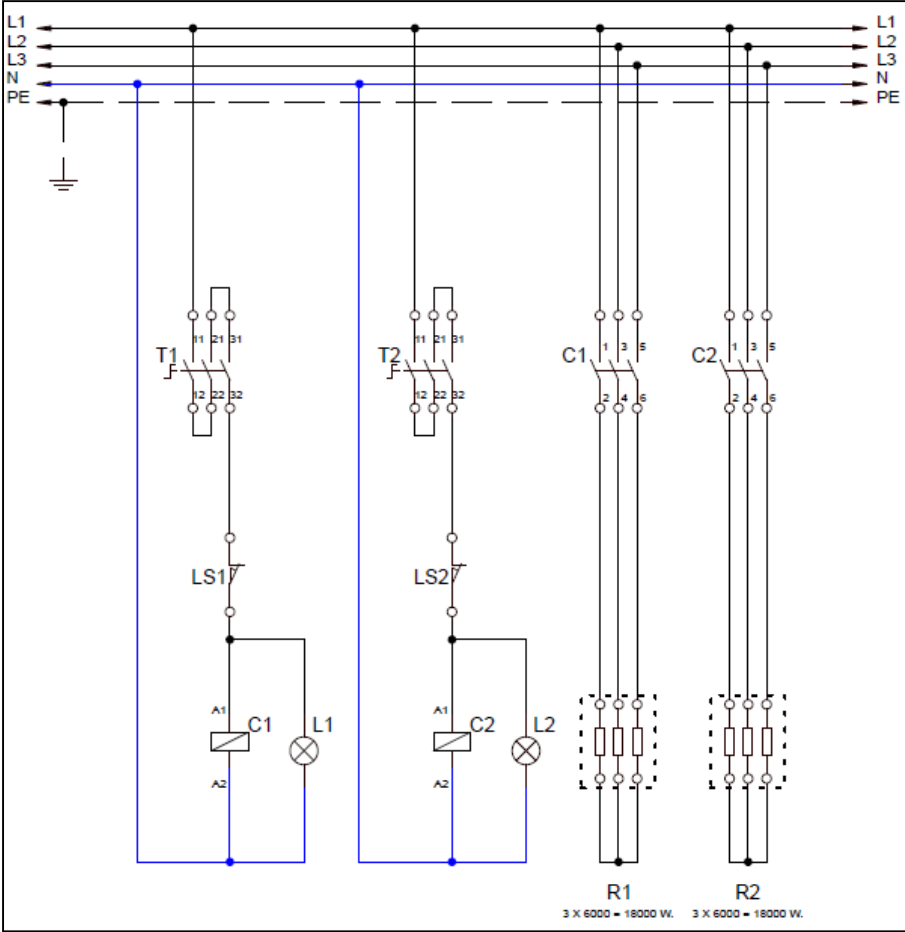 L1 L1
L2 L2
L3 L3
N N
PE PE
11 21 31 11 21 31 1 3 5 1 3 5
T1 T2 C1 C2
12 22 32 12 22 32 2 4 6 2 4 6
LS1 LS2
A1 A1
C1 L1 C2 L2
A2 A2
R1 R2
3 X 6000 = 18000 W. 3 X 6000 = 18000 W.